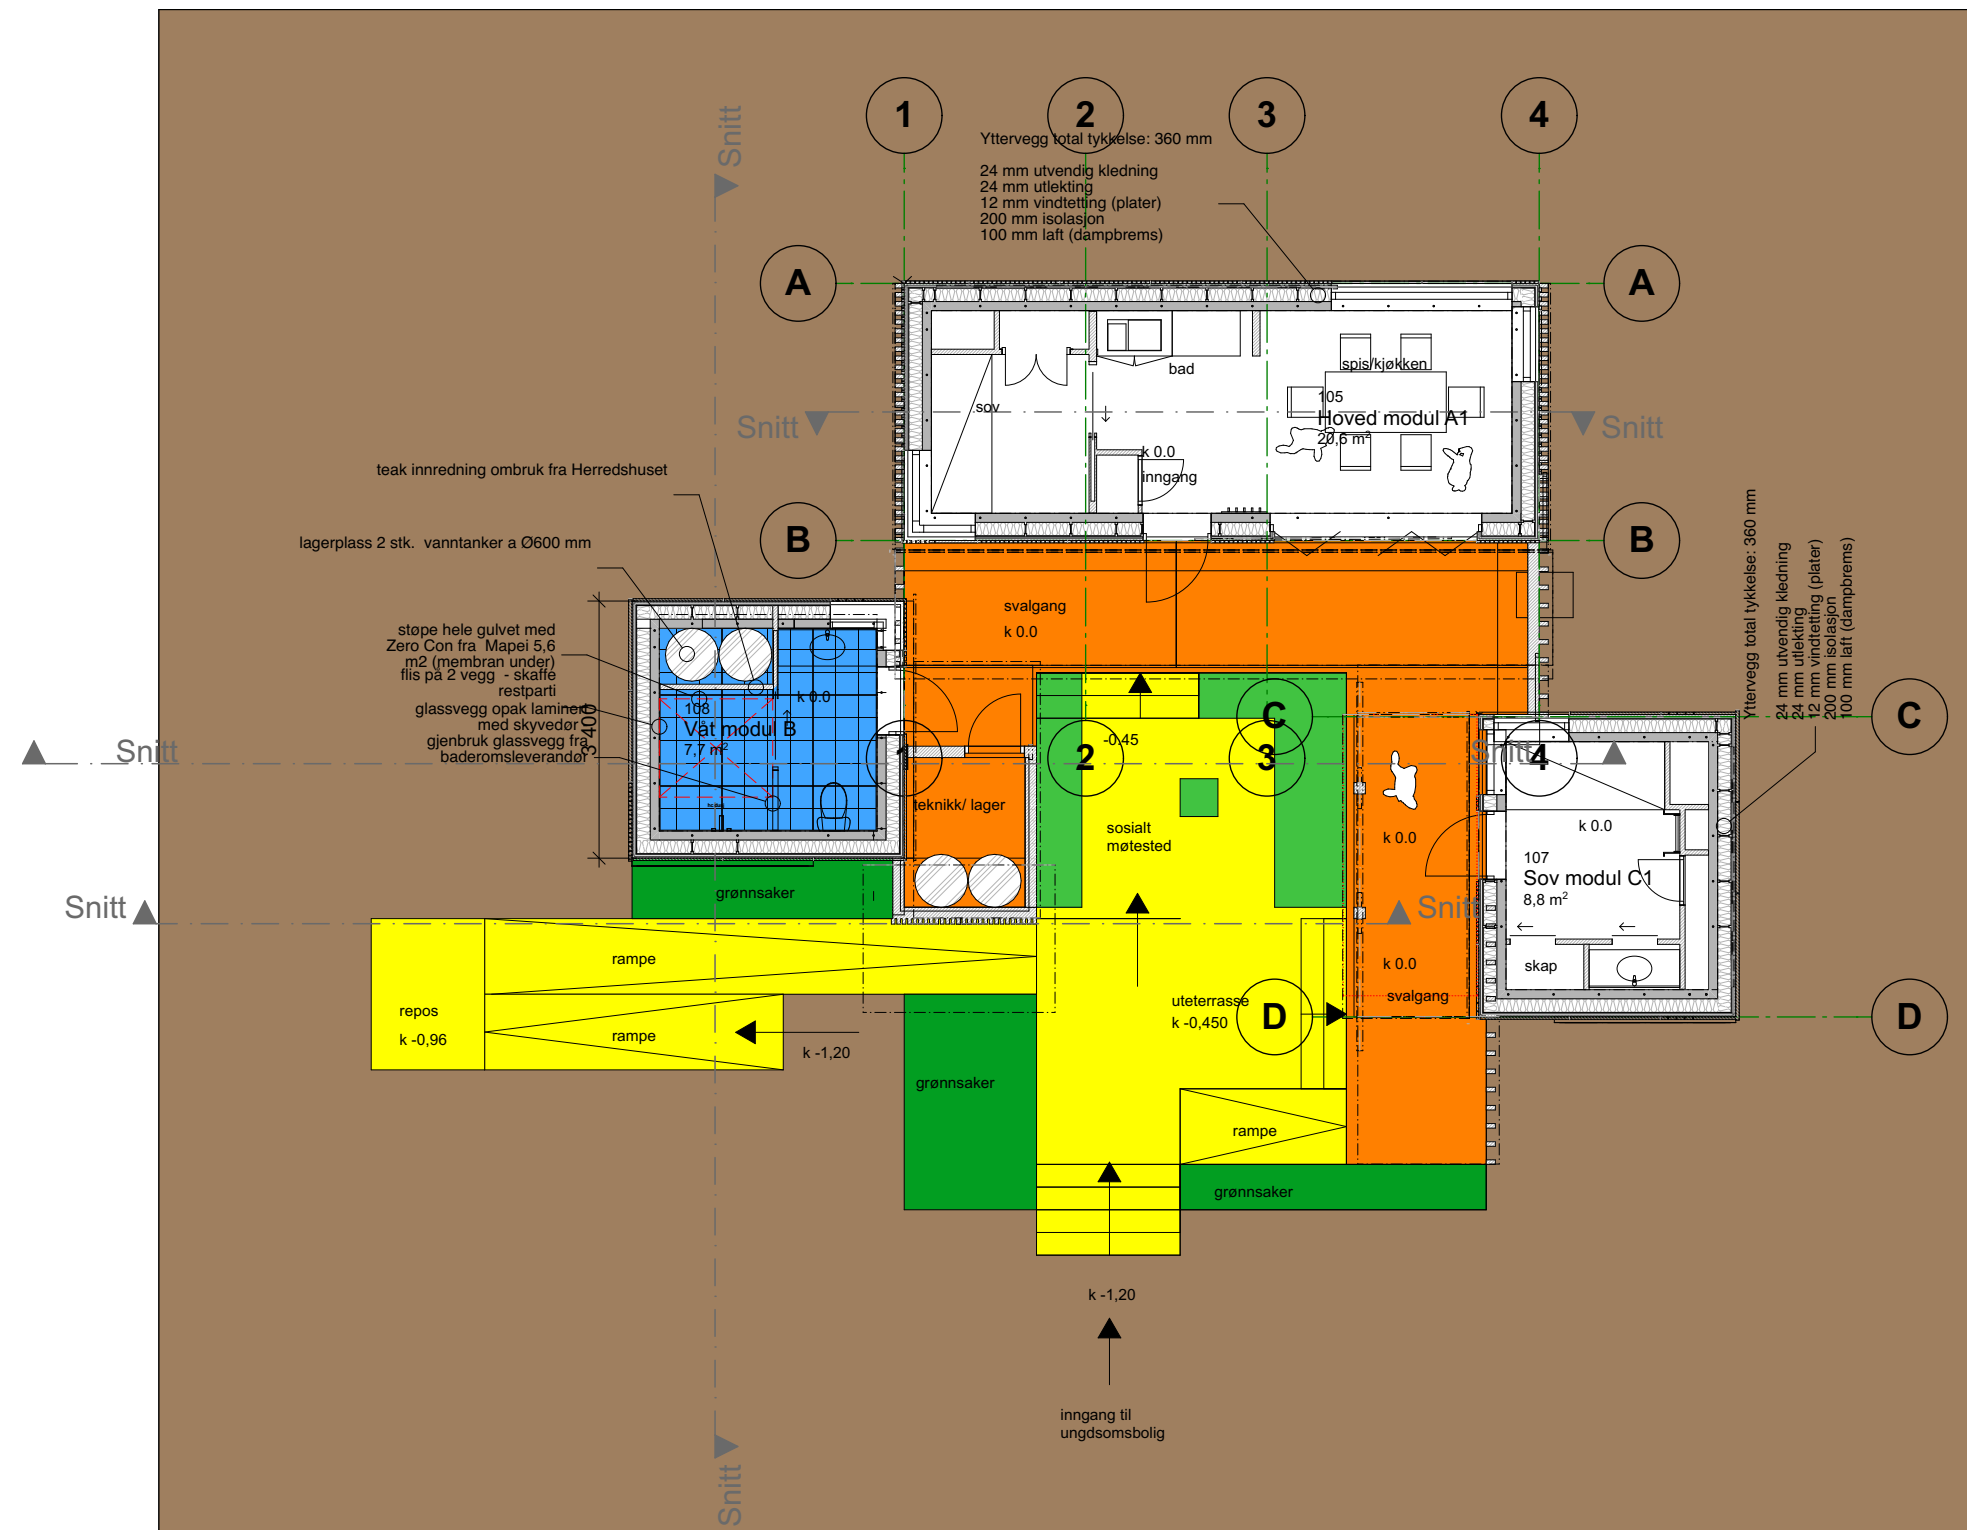 1
2
3
4
Snitt
Yttervegg total tykkelse: 360 mm
24 mm utvendig kledning
24 mm utlekting
12 mm vindtetting (plater)
200 mm isolasjon
100 mm laft (dampbrems)
A
A
bad
spis/kjøkken
sov
105
Hoved modul A1
20,6 m²
Snitt
Snitt
k 0.0
inngang
teak innredning ombruk fra Herredshuset
B
B
lagerplass 2 stk. vanntanker a Ø600 mm
Yttervegg total tykkelse: 360 mm
24 mm utvendig kledning
24 mm utlekting
12 mm vindtetting (plater)
200 mm isolasjon
100 mm laft (dampbrems)
svalgang
k 0.0
støpe hele gulvet med
Zero Con fra Mapei 5,6
m2 (membran under)
flis på 2 vegg - skaffe
restparti
glassvegg opak laminert
med skyvedør
gjenbruk glassvegg fra
baderomsleverandør
3 400
k 0.0
108
Våt modul B
7,7 m²
C
C
Snitt
-0,45
1
2
3
4
Snitt
teknikk/ lager
sosialt
møtested
k 0.0
k 0.0
107
Sov modul C1
8,8 m²
grønnsaker
Snitt
Snitt
rampe
k 0.0
skap
svalgang
uteterrasse
k -0,450
D
D
repos
k -0,96
rampe
k -1,20
grønnsaker
rampe
grønnsaker
k -1,20
inngang til
ungdsomsbolig
Snitt